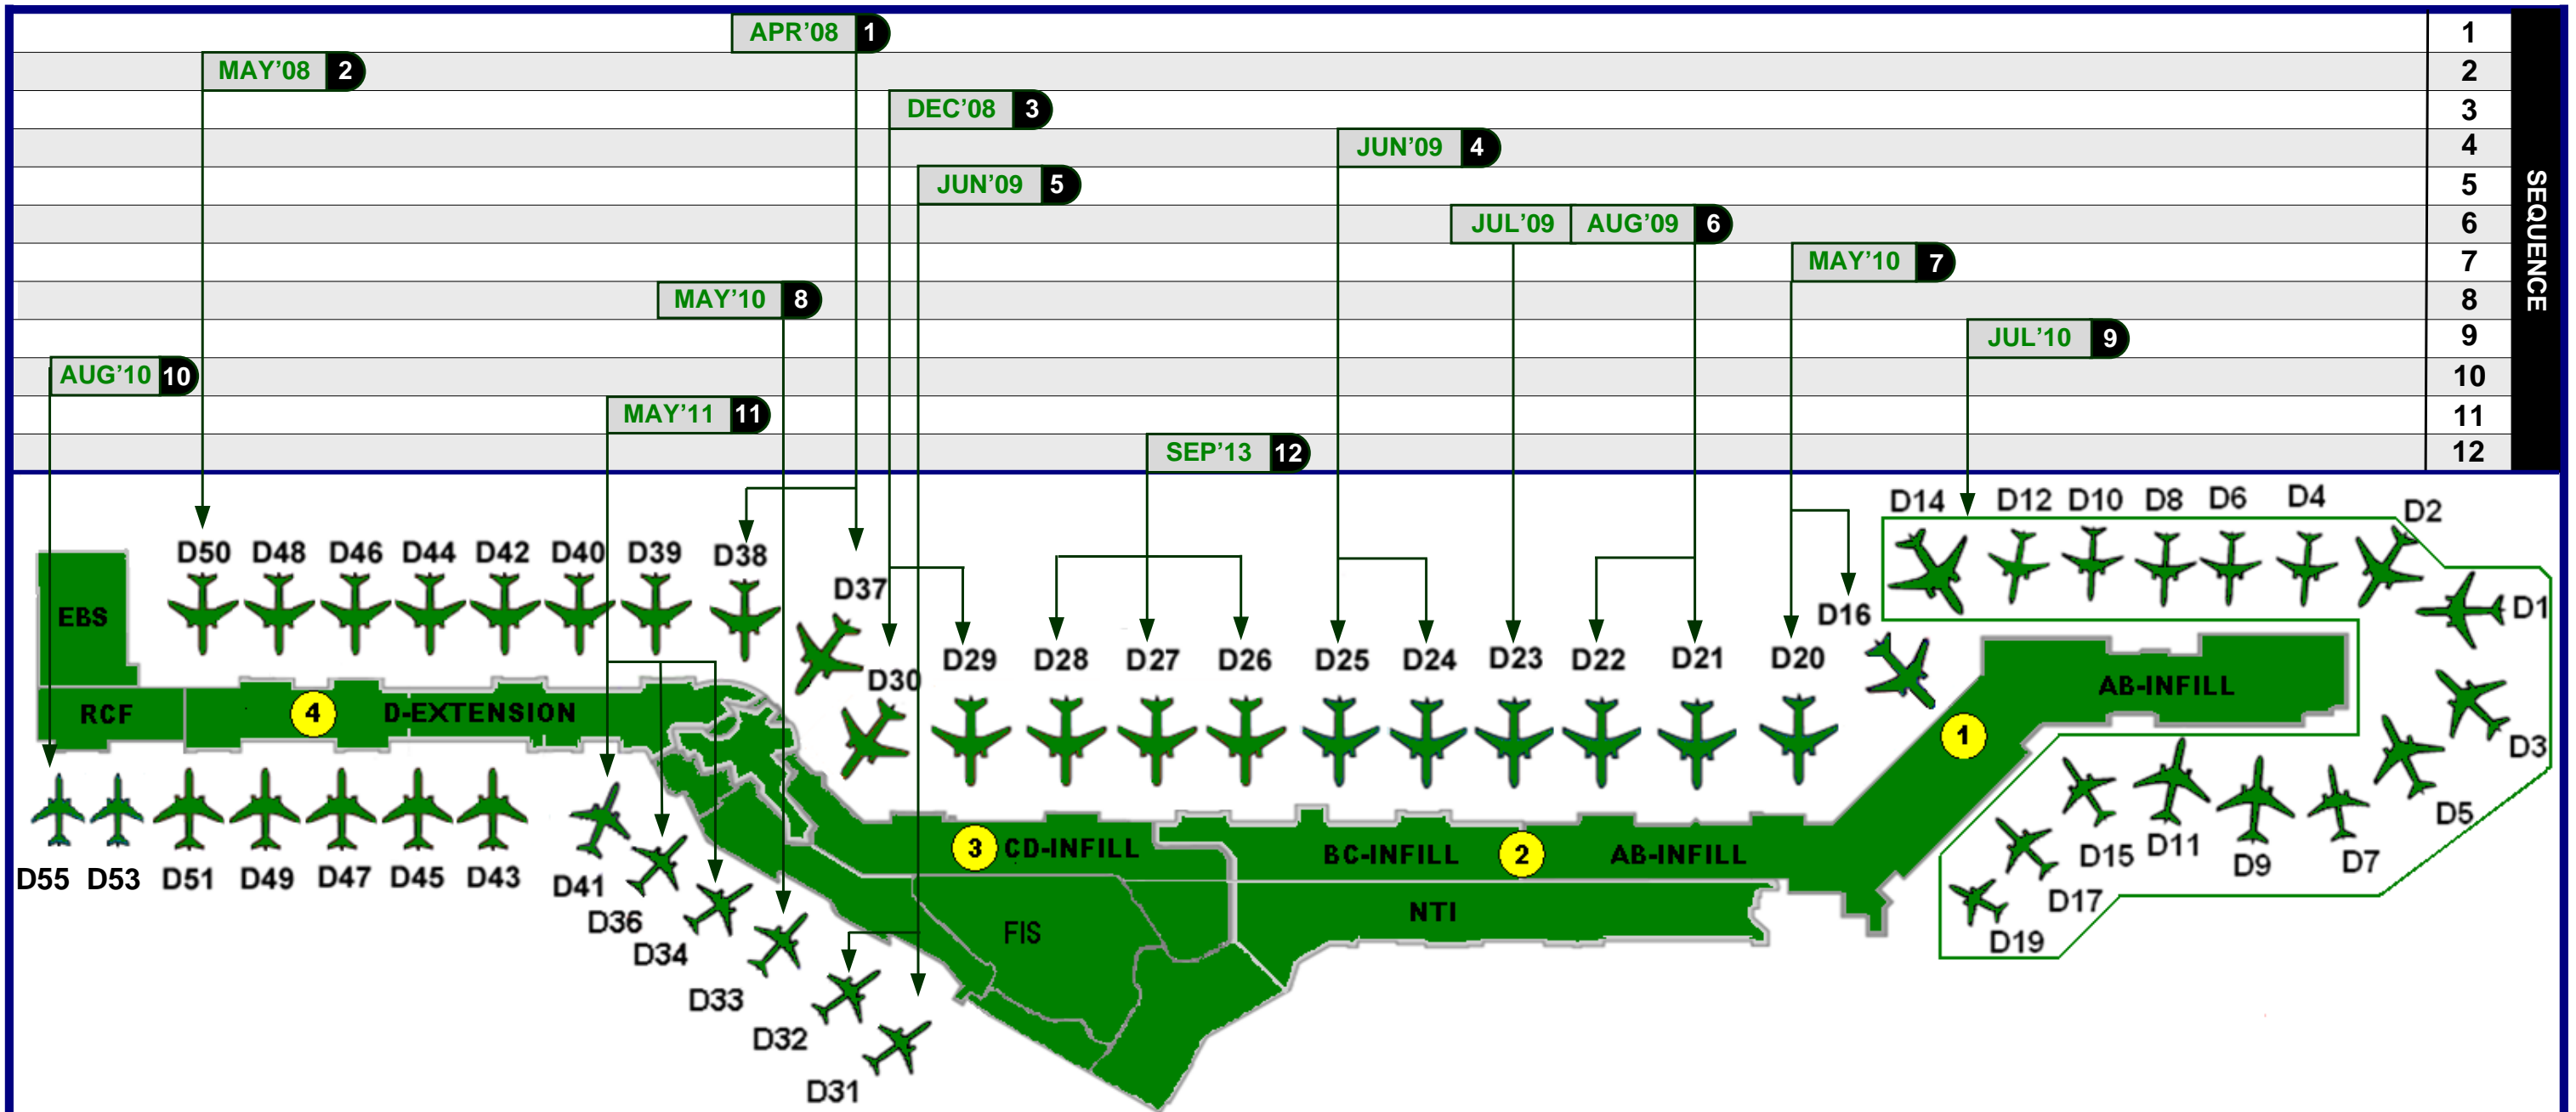 APR’08 1
1
MAY’08 2
2
DEC’08 3
3
JUN’09 4
4
JUN’09 5
5
JUL’09 AUG’09 6
6
MAY’10 7
7
MAY’10 8
8
JUL’10 9
9
AUG’10 10
10
MAY’11 11
11
SEP’13 12
12
SEQUENCE
D14 D12 D10 D8 D6 D4 D2
D50 D48 D46 D44 D42 D40 D39 D38
D37
D1
D16
EBS
D30 D29 D28 D27 D26 D25 D24 D23 D22 D21 D20
AB-INFILL
RCF 4 D-EXTENSION
1
D3
D5
3 CD-INFILL BC-INFILL 2 AB-INFILL
D15 D11 D9 D7
D55 D53 D51 D49 D47 D45 D43 D41
D17
D36
FIS
NTI
D34
D19
D33
D32
D31